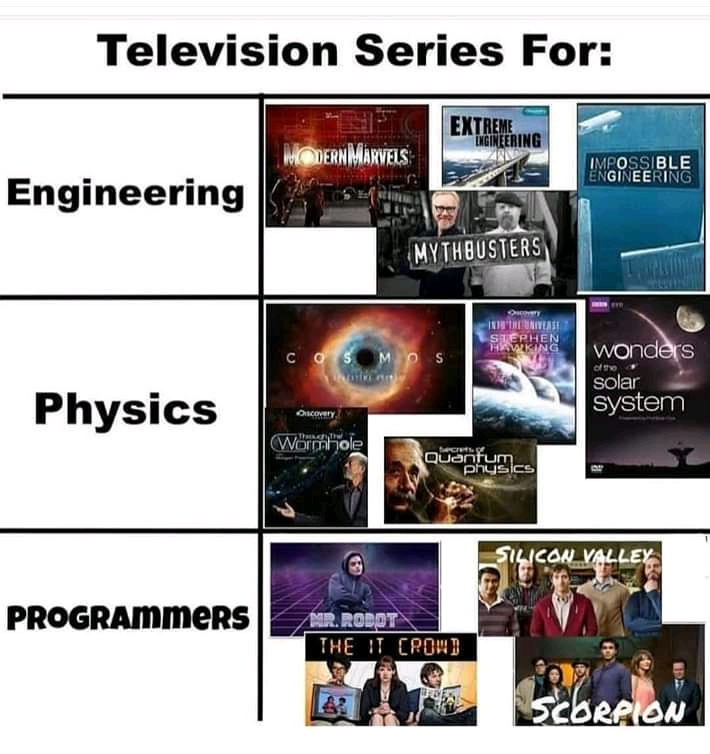 Television Series For:
Engineering
MODERN MARVELS
EXTREME
ENGINEERING
IMPOSSIBLE
ENGINEERING
MYTHBUSTERS
Physics
COSMOS
Discovery
INTO THE UNIVERSE
STEPHEN
HAWKING
BBC
DVD
wonders
of the
solar
system
DVD
Discovery
Through The
Wormhole
Secrets of
Quantum
physics
PROGRAmmeRS
MR. ROBOT
SILICON VALLEY
THE IT CROWD
SCORPION